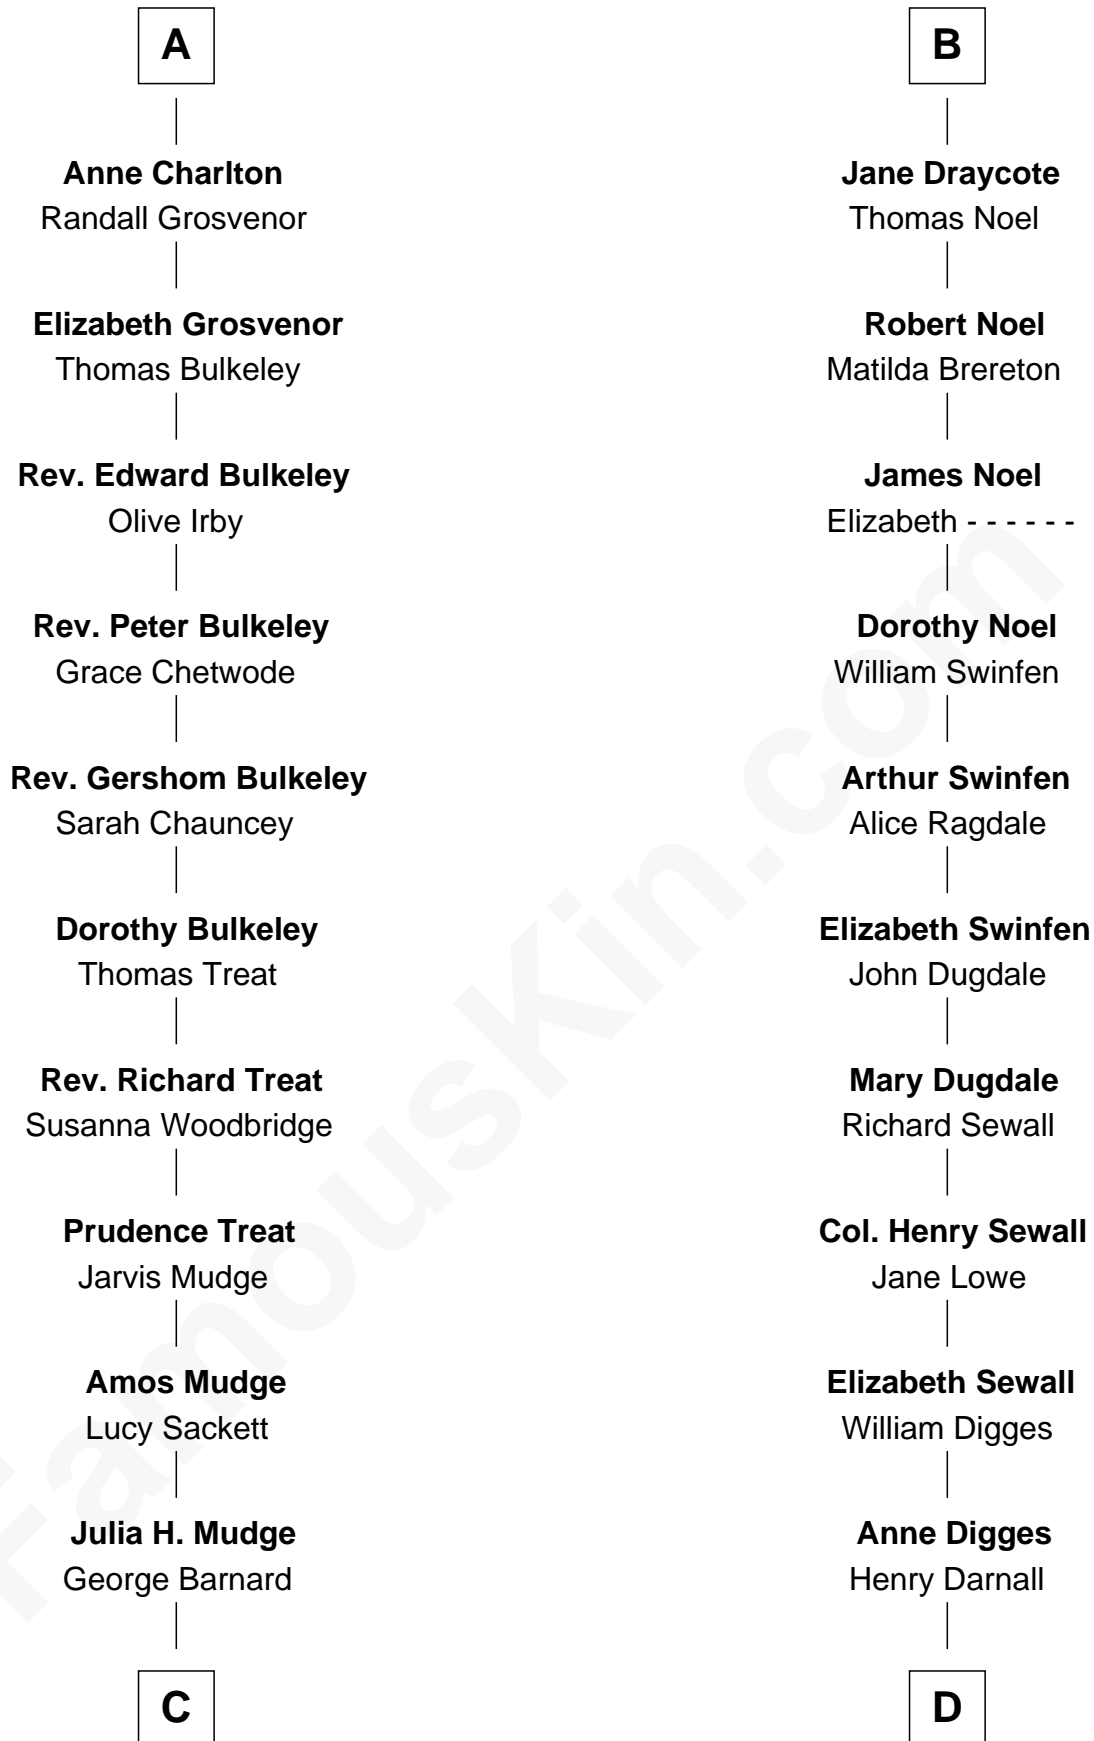 A
Anne Charlton
Randall Grosvenor
Elizabeth Grosvenor
Thomas Bulkeley
Rev. Edward Bulkeley
Olive Irby
Rev. Peter Bulkeley
Grace Chetwode
Rev. Gershom Bulkeley
Sarah Chauncey
Dorothy Bulkeley
Thomas Treat
Rev. Richard Treat
Susanna Woodbridge
Prudence Treat
Jarvis Mudge
Amos Mudge
Lucy Sackett
Julia H. Mudge
George Barnard
C
B
Jane Draycote
Thomas Noel
Robert Noel
Matilda Brereton
James Noel
Elizabeth - - - - - -
Dorothy Noel
William Swinfen
Arthur Swinfen
Alice Ragdale
Elizabeth Swinfen
John Dugdale
Mary Dugdale
Richard Sewall
Col. Henry Sewall
Jane Lowe
Elizabeth Sewall
William Digges
Anne Digges
Henry Darnall
D
FamousKin.com